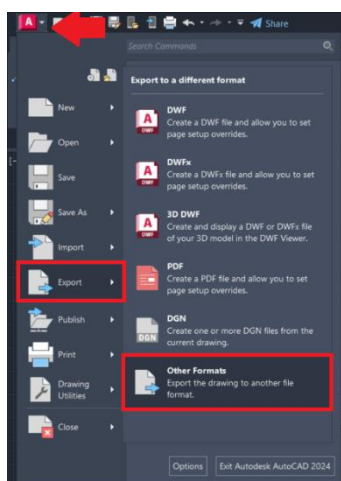 A
Share
Search Commands
Export to a different format
New
Open
Save
Save As
Import
Export
Publish
Print
Drawing
Utilities
Close
A
DWF
DWF
Create a DWF file and allow you to set
page setup overrides.
A
DWF
DWFx
Create a DWFx file and allow you to set
page setup overrides.
A
DWF
3D DWF
Create and display a DWF or DWFx file
of your 3D model in the DWF Viewer.
PDF
Create a PDF file and allow you to set
page setup overrides.
DGN
DGN
Create one or more DGN files from the
current drawing.
Other Formats
Export the drawing to another file
format.
Options
Exit Autodesk AutoCAD 2024